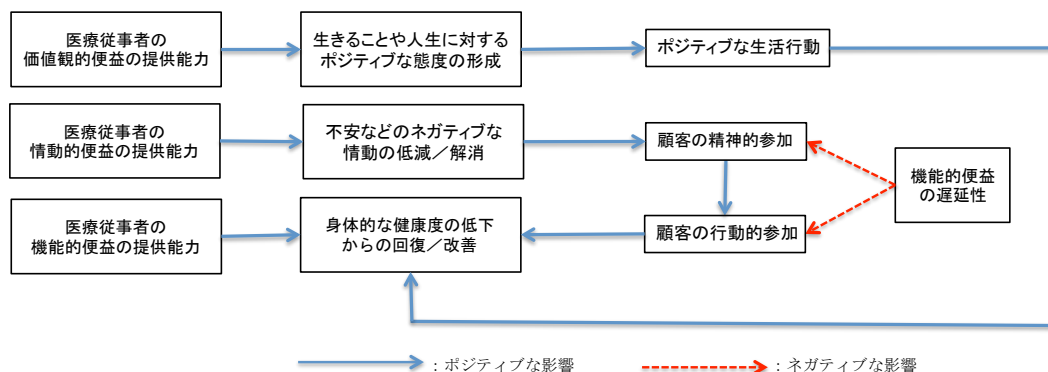 医療従事者の
価値観的便益の提供能力
生きることや人生に対する
ポジティブな態度の形成
ポジティブな生活行動
医療従事者の
情動的便益の提供能力
不安などのネガティブな
情動の低減／解消
顧客の精神的参加
機能的便益
の遅延性
医療従事者の
機能的便益の提供能力
身体的な健康度の低下
からの回復／改善
顧客の行動的参加
：ポジティブな影響
：ネガティブな影響